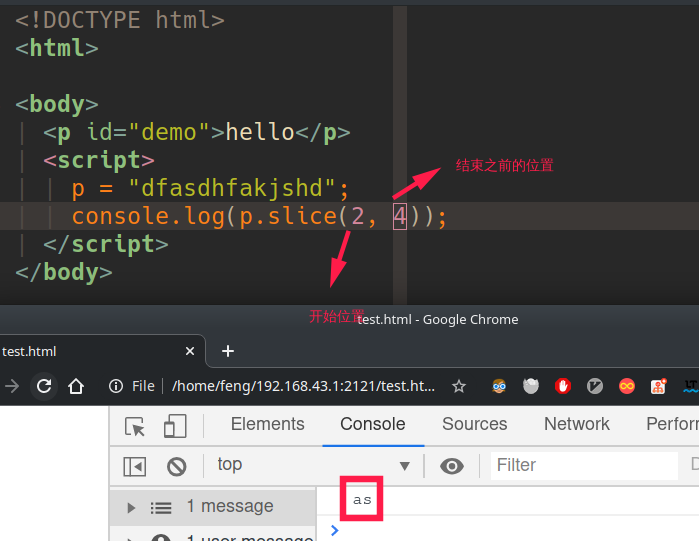 <!DOCTYPE html>
<html>
<body>
<p id="demo">hello</p>
<script>
p = "dfasdhfakjshd";
console.log(p.slice(2, 4));
</script>
</body>
结束之前的位置
开始位置
test.html - Google Chrome
test.html
File
/home/feng/192.168.43.1:2121/test.ht...
Elements Console Sources Network Perform
top
Filter
1 message
as
1 user message